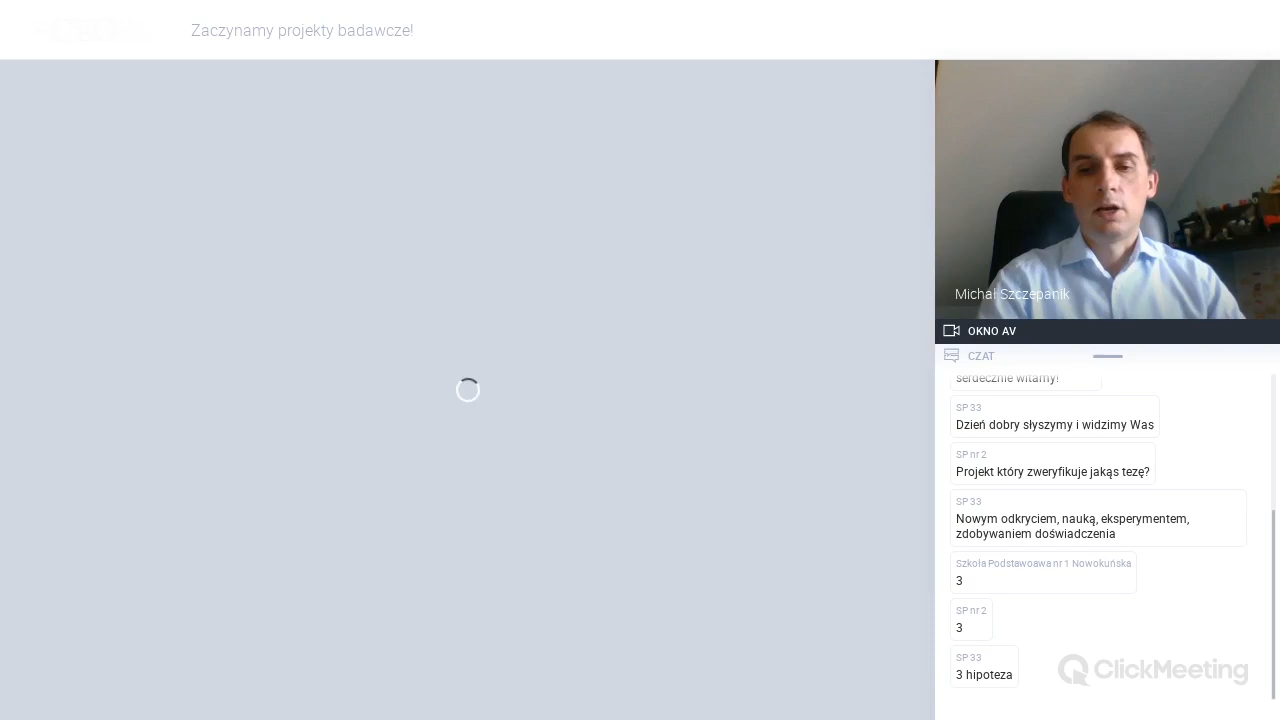 Zaczynamy projekty badawcze!
Michał Szczepanik
OKNO AV
CZAT
serdecznie witamy!
SP 33
Dzień dobry słyszymy i widzimy Was
SP nr 2
Projekt który zweryfikuje jakąs tezę?
SP 33
Nowym odkryciem, nauką, eksperymentem,
zdobywaniem doświadczenia
Szkoła Podstawoawa nr 1 Nowokuńska
3
SP nr 2
3
SP 33
3 hipoteza
ClickMeeting